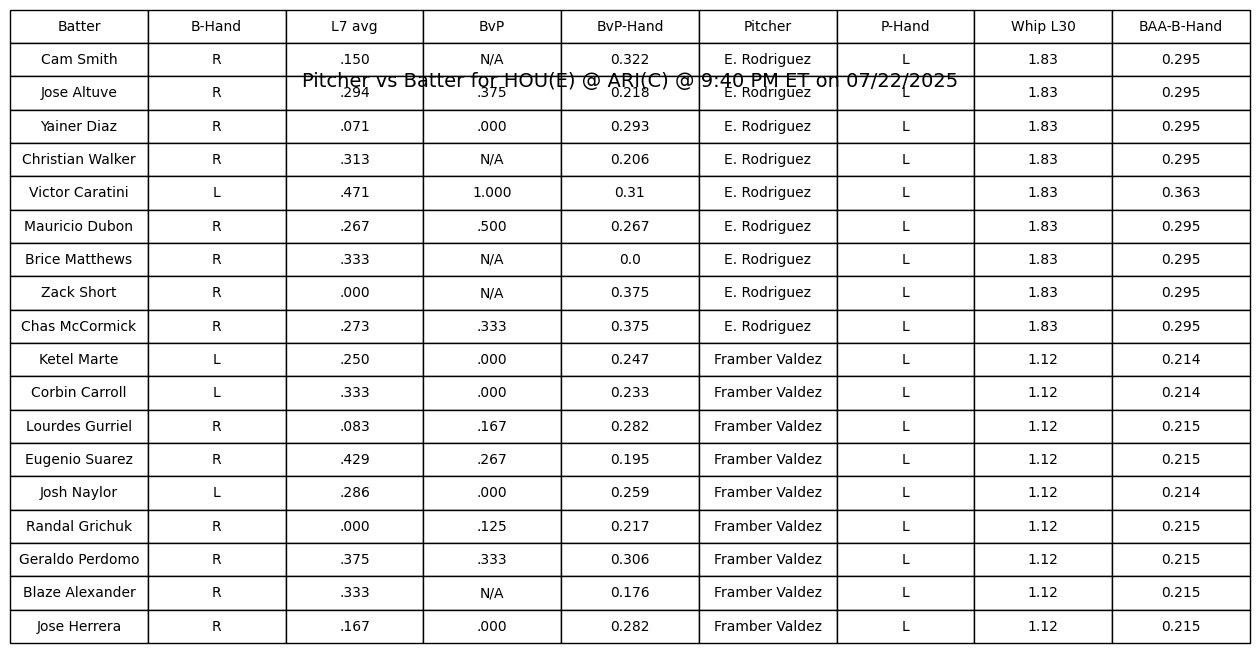 Batter B-Hand L7 avg BvP BvP-Hand Pitcher P-Hand Whip L30 BAA-B-Hand
Cam Smith R .150 N/A 0.322 E. Rodriguez L 1.83 0.295
Pitcher vs Batter for HOU(E) @ ARI(C) @ 9:40 PM ET on 07/22/2025
Jose Altuve R .294 .375 0.218 E. Rodriguez L 1.83 0.295
Yainer Diaz R .071 .000 0.293 E. Rodriguez L 1.83 0.295
Christian Walker R .313 N/A 0.206 E. Rodriguez L 1.83 0.295
Victor Caratini L .471 1.000 0.31 E. Rodriguez L 1.83 0.363
Mauricio Dubon R .267 .500 0.267 E. Rodriguez L 1.83 0.295
Brice Matthews R .333 N/A 0.0 E. Rodriguez L 1.83 0.295
Zack Short R .000 N/A 0.375 E. Rodriguez L 1.83 0.295
Chas McCormick R .273 .333 0.375 E. Rodriguez L 1.83 0.295
Ketel Marte L .250 .000 0.247 Framber Valdez L 1.12 0.214
Corbin Carroll L .333 .000 0.233 Framber Valdez L 1.12 0.214
Lourdes Gurriel R .083 .167 0.282 Framber Valdez L 1.12 0.215
Eugenio Suarez R .429 .267 0.195 Framber Valdez L 1.12 0.215
Josh Naylor L .286 .000 0.259 Framber Valdez L 1.12 0.214
Randal Grichuk R .000 .125 0.217 Framber Valdez L 1.12 0.215
Geraldo Perdomo R .375 .333 0.306 Framber Valdez L 1.12 0.215
Blaze Alexander R .333 N/A 0.176 Framber Valdez L 1.12 0.215
Jose Herrera R .167 .000 0.282 Framber Valdez L 1.12 0.215